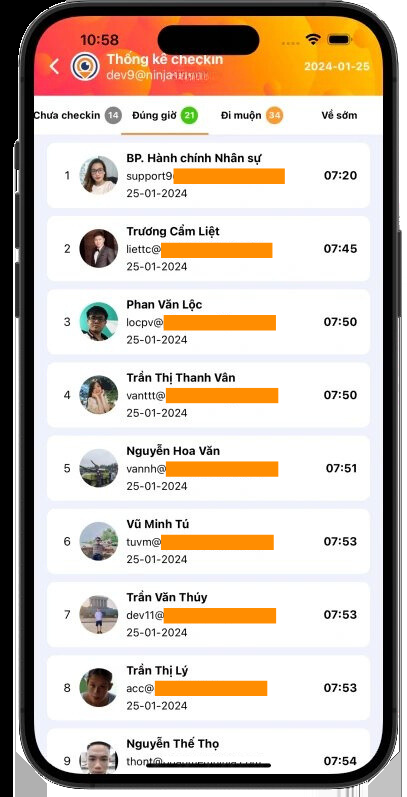 10:58
Thống kê checkin
dev9@ninja
2024-01-25
Chưa checkin 14 Đúng giờ 21 Đi muộn 34 Về sớm
1 BP. Hành chính Nhân sự
support9 07:20
25-01-2024
2 Trương Cẩm Liệt
liettc@ 07:45
25-01-2024
3 Phan Văn Lộc
locpv@ 07:50
25-01-2024
4 Trần Thị Thanh Vân
vanttt@ 07:50
25-01-2024
5 Nguyễn Hoa Văn
vannh@ 07:51
25-01-2024
6 Vũ Minh Tú
tuvm@ 07:53
25-01-2024
7 Trần Văn Thúy
dev11@ 07:53
25-01-2024
8 Trần Thị Lý
acc@ 07:53
25-01-2024
9 Nguyễn Thế Thọ
thont@ 07:54